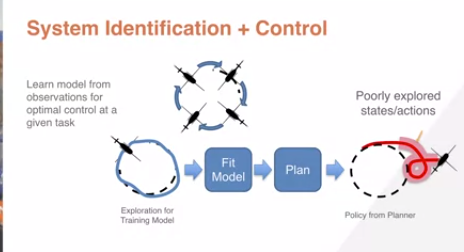 System Identification + Control
Learn model from
observations for
optimal control at a
given task
Poorly explored
states/actions
Fit
Model
Plan
Exploration for
Training Model
Policy from Planner